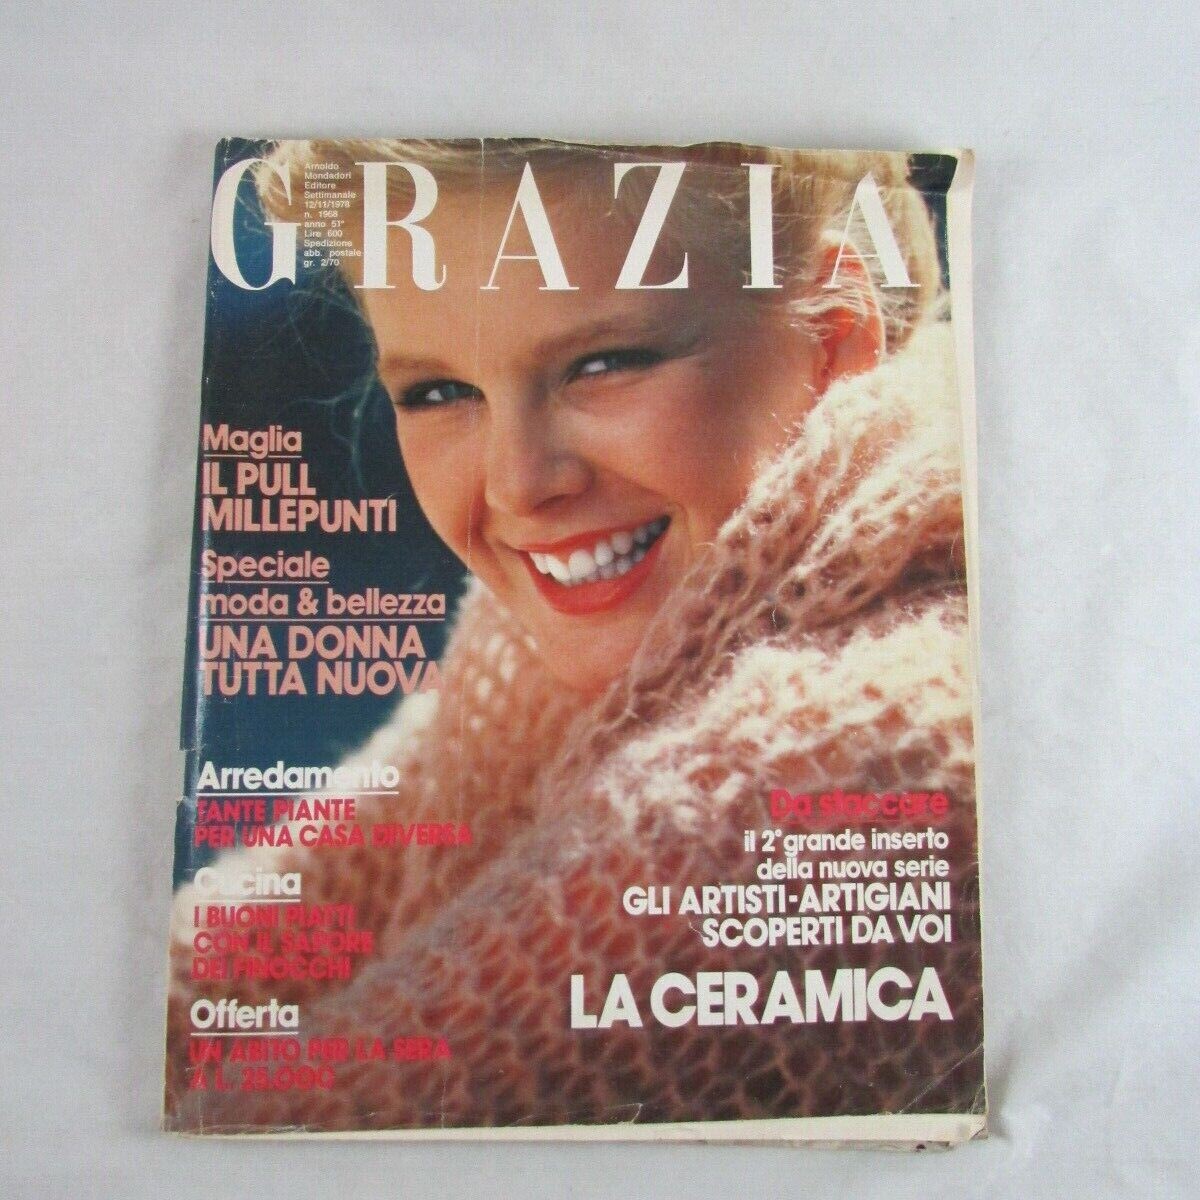 GRAZIA
Arnoldo
Mondadori
Editore
Settimanale
12/11/1978
n. 1968
anno 51°
Lire 600
Spedizione
abb. postale
gr. 2/70
Maglia
IL PULL
MILLEPUNTI
Speciale
moda & bellezza
UNA DONNA
TUTTA NUOVA
Arredamento
TANTE PIANTE
PER UNA CASA DIVERSA
Cucina
I BUONI PIATTI
CON IL SAPORE
DEI FINOCCHI
Offerta
UN ABITO PER LA SERA
A L. 25.000
Da staccare
il 2° grande inserto
della nuova serie
GLI ARTISTI-ARTIGIANI
SCOPERTI DA VOI
LA CERAMICA